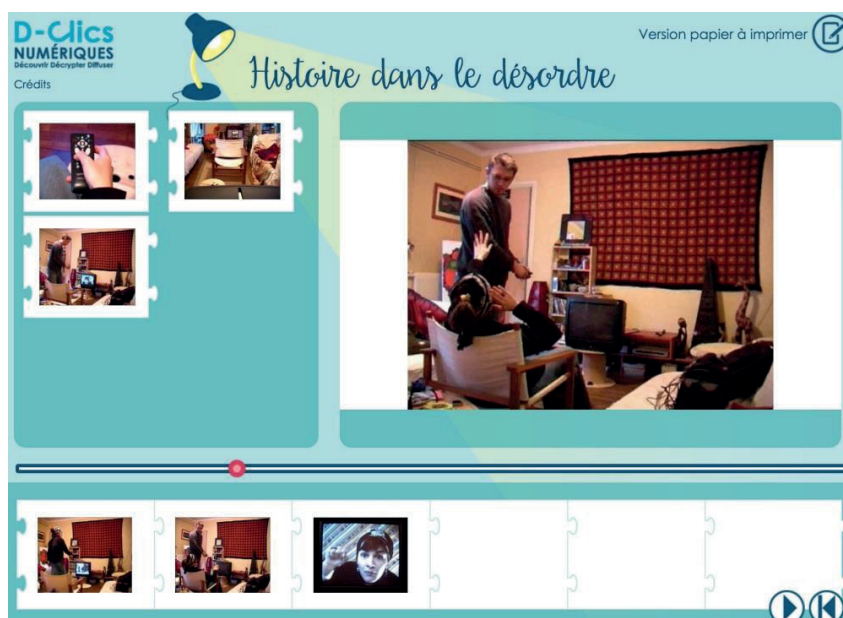 D-Clics
NUMÉRIQUES
Découvrir Décrypter Diffuser
Crédits
Histoire dans le désordre
Version papier à imprimer